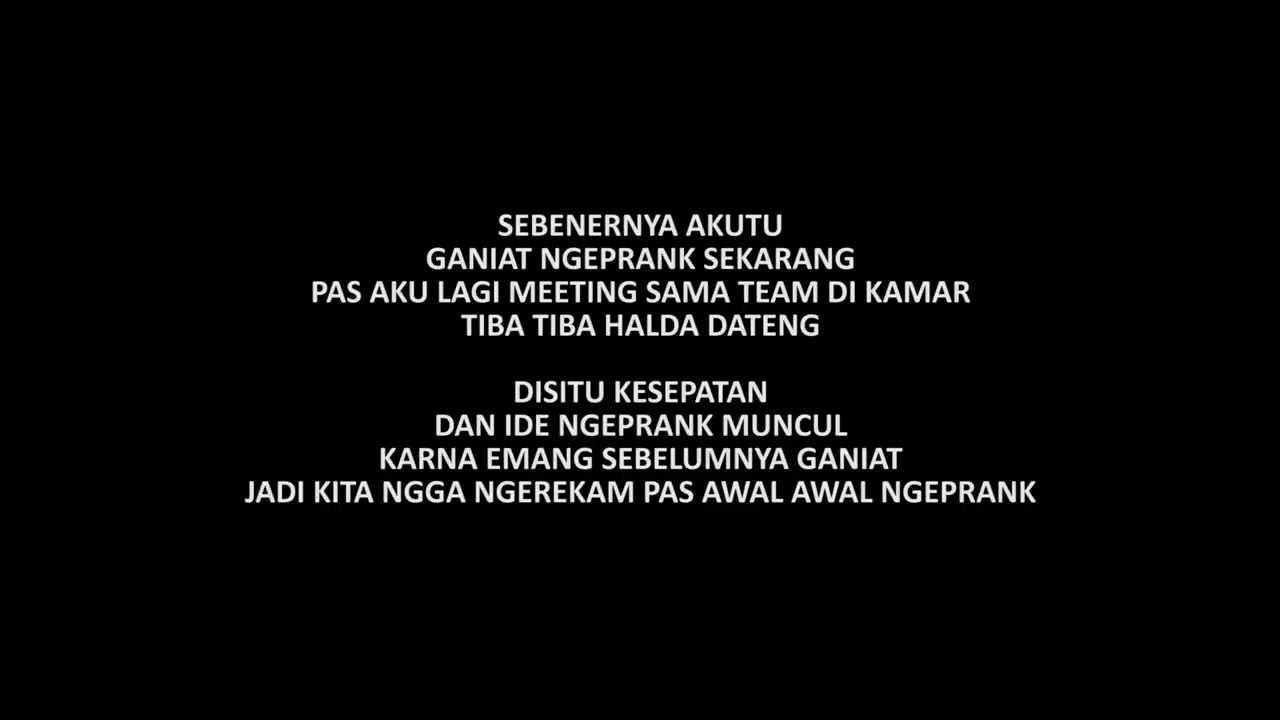 SEBENERNYA AKUTU
GANIAT NGEPRANK SEKARANG
PAS AKU LAGI MEETING SAMA TEAM DI KAMAR
TIBA TIBA HALDA DATENG
DISITU KESEPATAN
DAN IDE NGEPRANK MUNCUL
KARNA EMANG SEBELUMNYA GANIAT
JADI KITA NGGA NGEREKAM PAS AWAL AWAL NGEPRANK